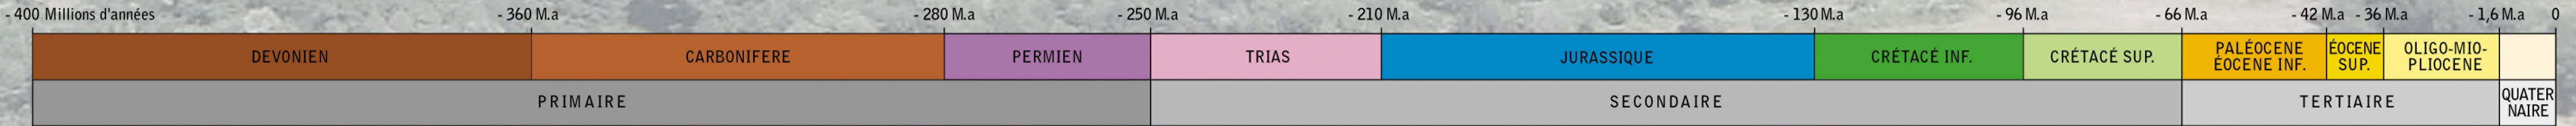 - 400 Millions d'années - 360 M.a - 280 M.a - 250 M.a - 210 M.a - 130 M.a - 96 M.a - 66 M.a - 42 M.a - 36 M.a - 1,6 M.a 0
DEVONIEN CARBONIFERE PERMIEN TRIAS JURASSIQUE CRÉTACÉ INF. CRÉTACÉ SUP.
PALÉOCENE
ÉOCENE INF.
ÉOCENE
SUP.
OLIGO-MIO-
PLIOCENE
PRIMAIRE SECONDAIRE TERTIAIRE
QUATER
NAIRE